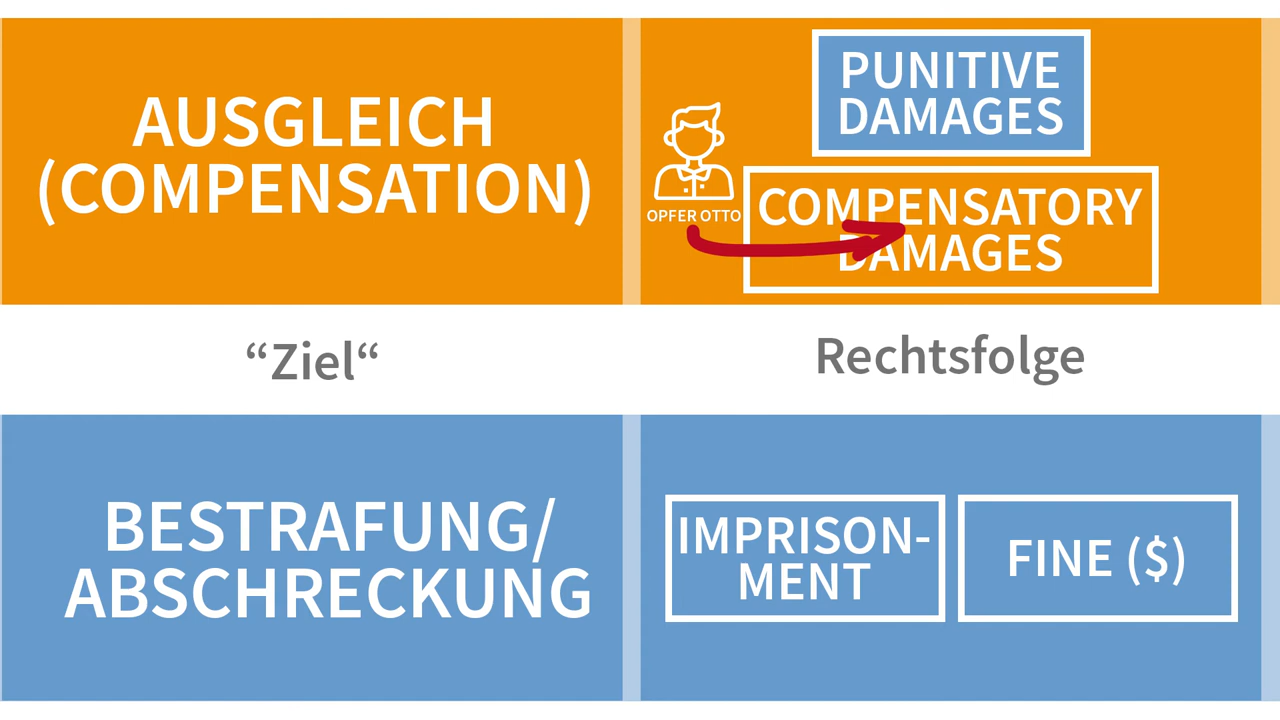 AUSGLEICH
(COMPENSATION)
PUNITIVE
DAMAGES
OPFER OTTO
COMPENSATORY
DAMAGES
“Ziel“
Rechtsfolge
BESTRAFUNG/
ABSCHRECKUNG
IMPRISON-
MENT
FINE ($)